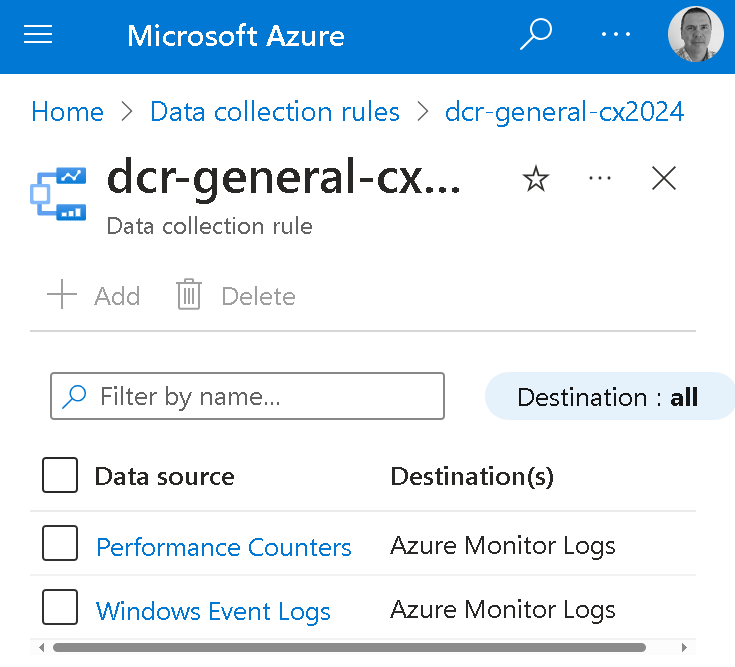 Microsoft Azure
Home > Data collection rules > dcr-general-cx2024
dcr-general-cx...
Data collection rule
Add Delete
Filter by name... Destination : all
Data source Destination(s)
Performance Counters Azure Monitor Logs
Windows Event Logs Azure Monitor Logs